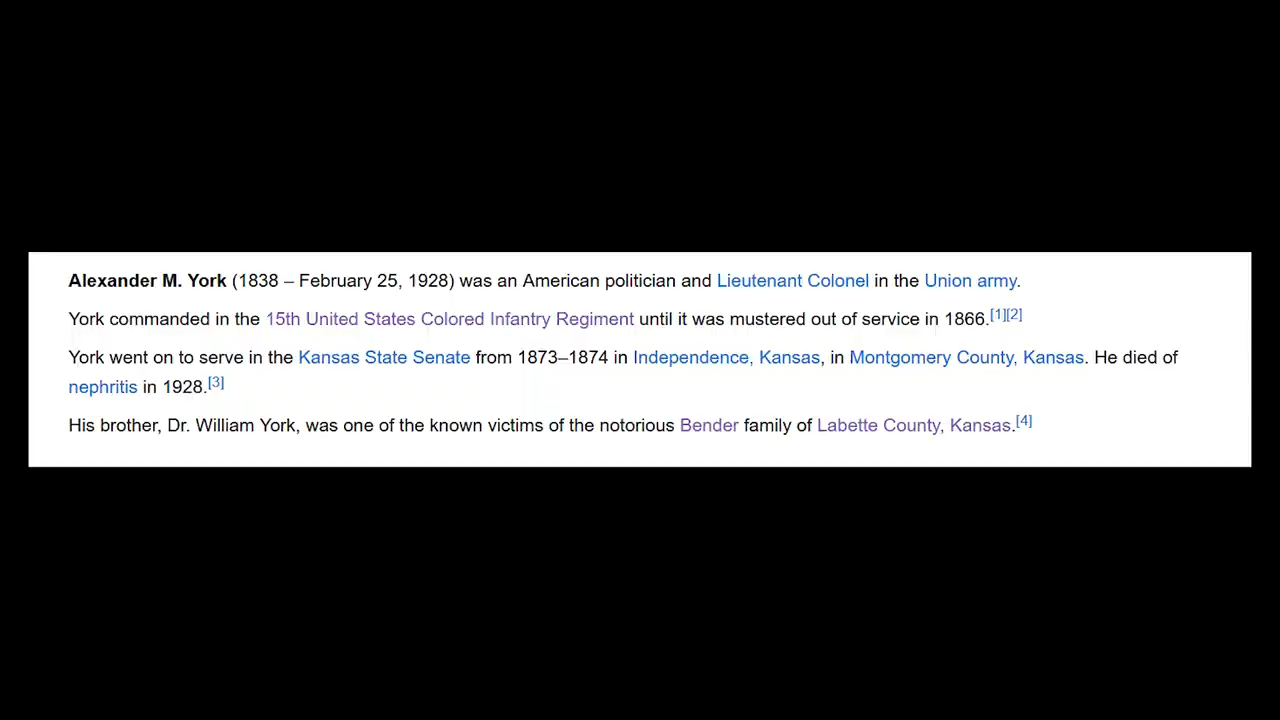 Alexander M. York (1838 – February 25, 1928) was an American politician and Lieutenant Colonel in the Union army.
York commanded in the 15th United States Colored Infantry Regiment until it was mustered out of service in 1866.[1][2]
York went on to serve in the Kansas State Senate from 1873–1874 in Independence, Kansas, in Montgomery County, Kansas. He died of
nephritis in 1928.[3]
His brother, Dr. William York, was one of the known victims of the notorious Bender family of Labette County, Kansas.[4]